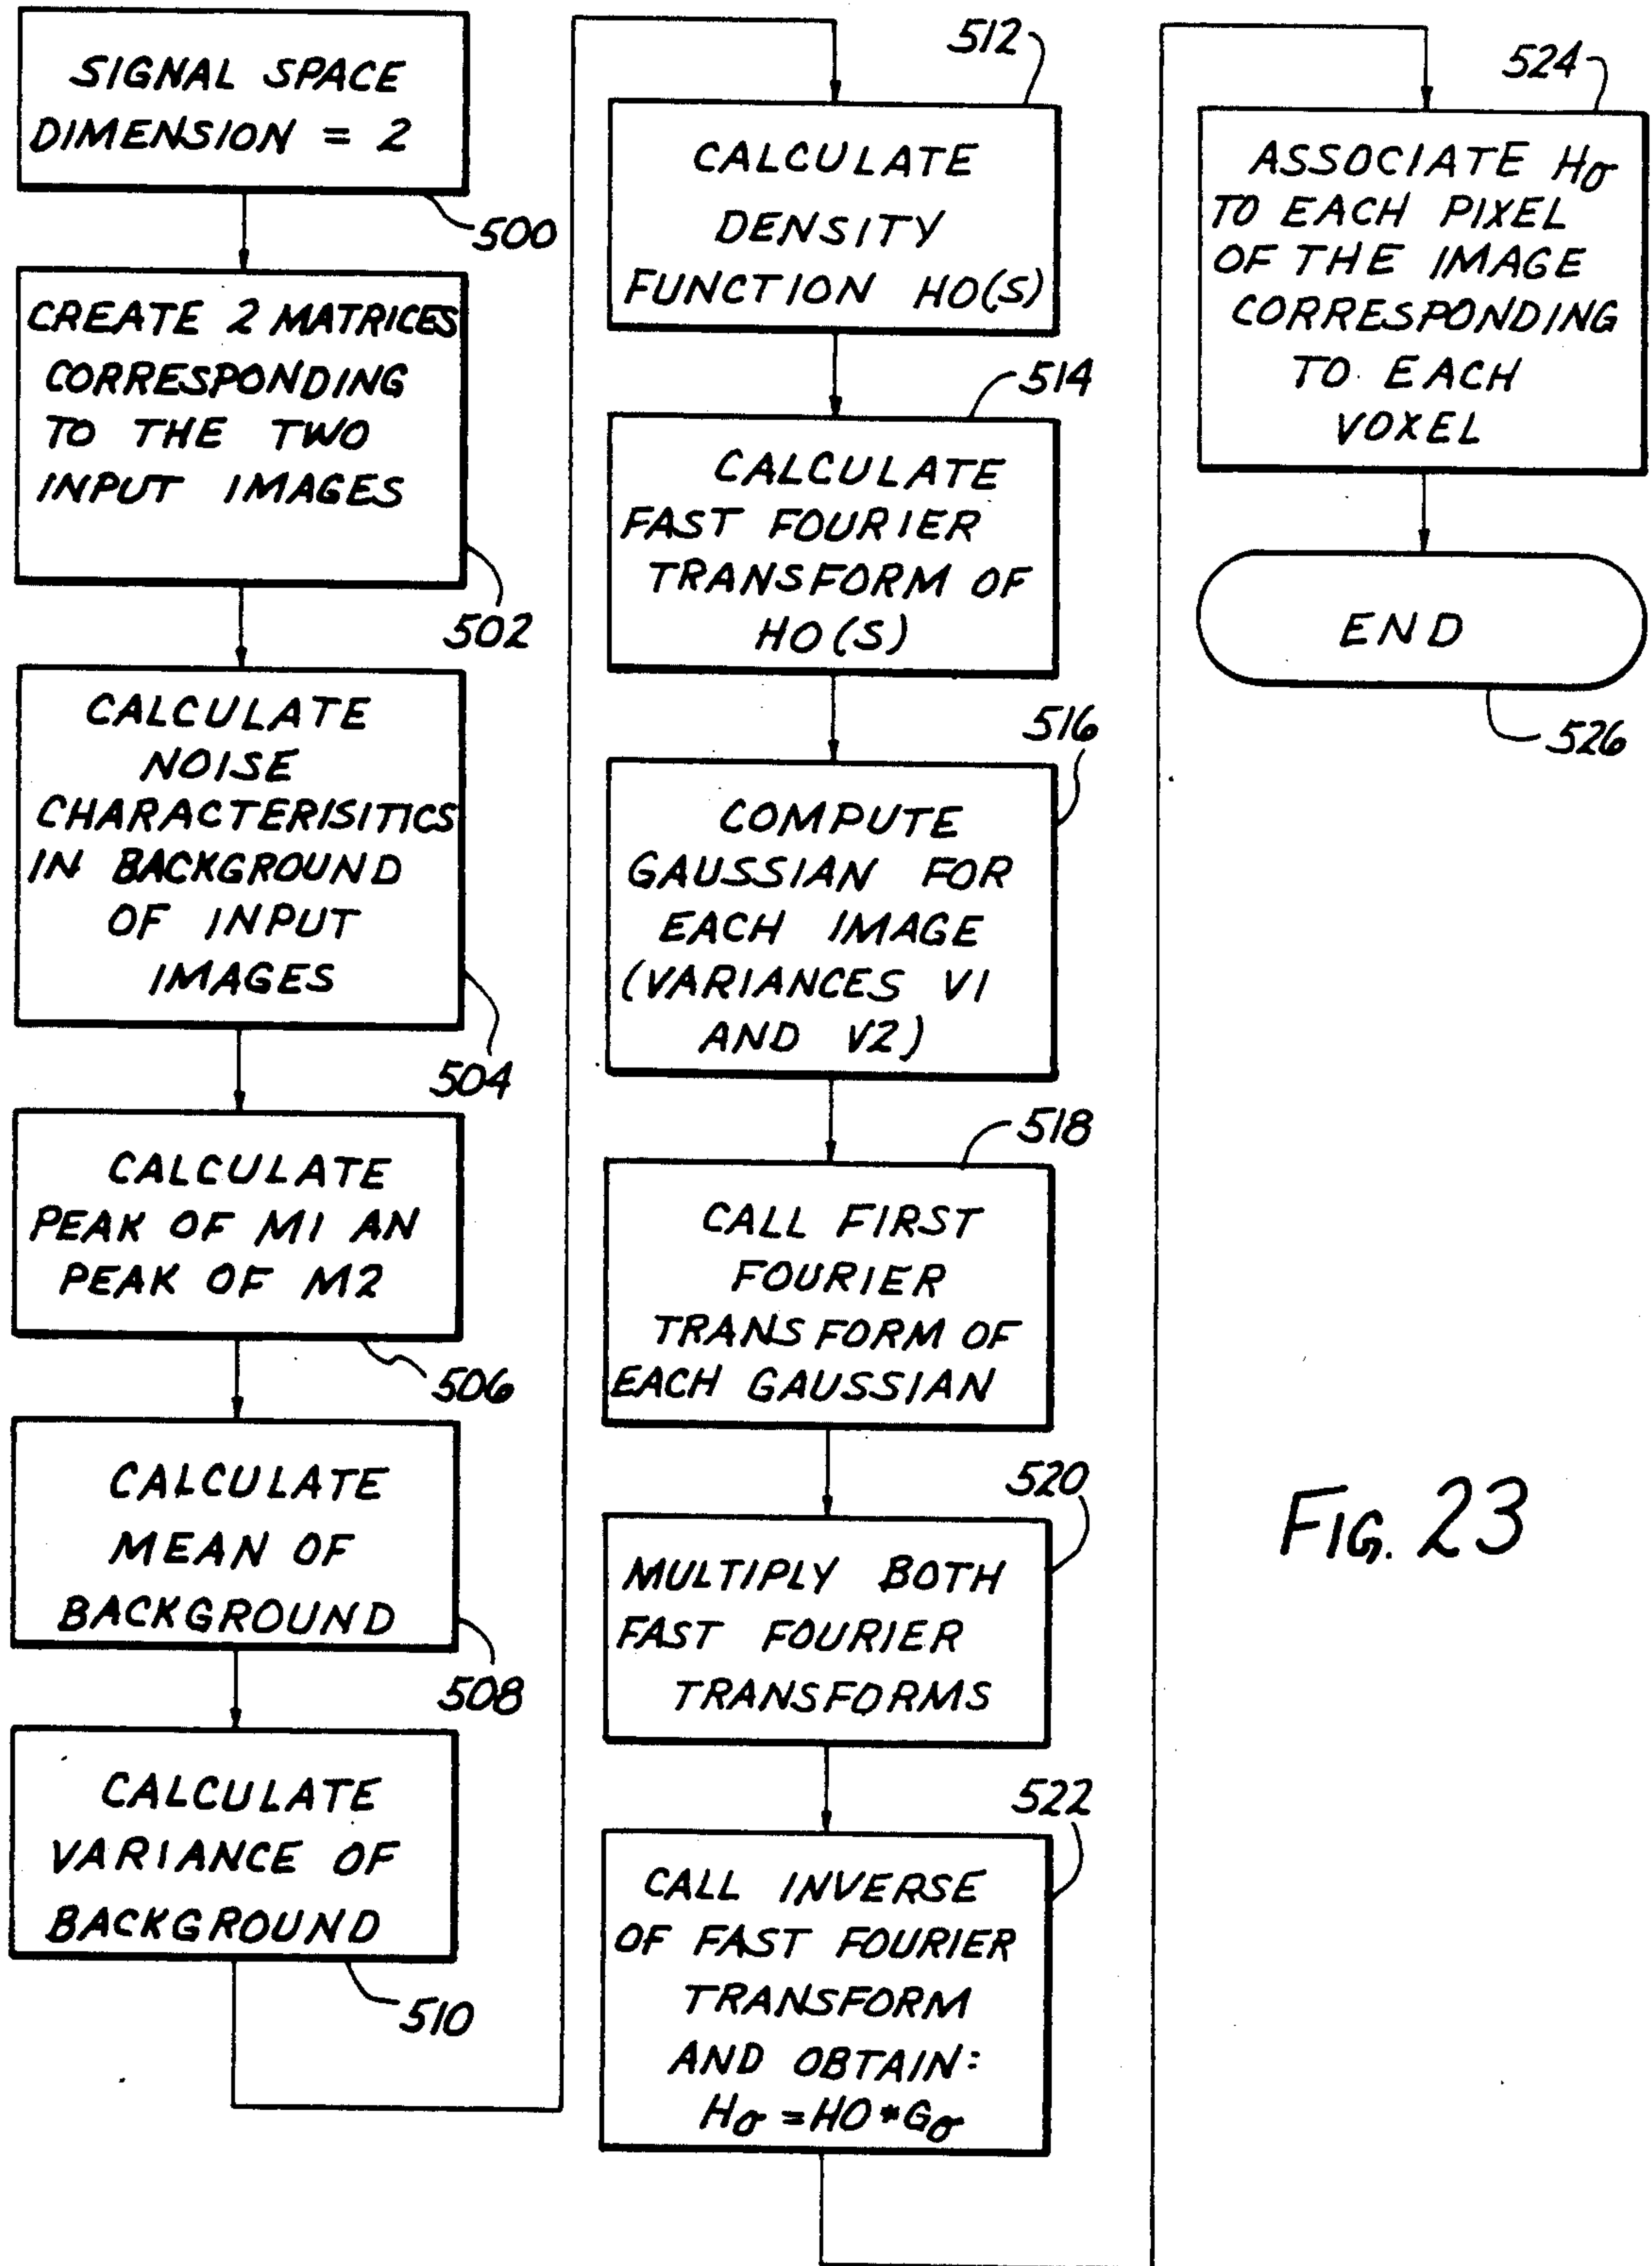 SIGNAL SPACE
DIMENSION = 2
500
CREATE 2 MATRICES
CORRESPONDING
TO THE TWO
INPUT IMAGES
502
CALCULATE
NOISE
CHARACTERISITICS
IN BACKGROUND
OF INPUT
IMAGES
504
CALCULATE
PEAK OF M1 AN
PEAK OF M2
506
CALCULATE
MEAN OF
BACKGROUND
508
CALCULATE
VARIANCE OF
BACKGROUND
510
512
CALCULATE
DENSITY
FUNCTION HO(S)
514
CALCULATE
FAST FOURIER
TRANSFORM OF
HO(S)
516
COMPUTE
GAUSSIAN FOR
EACH IMAGE
(VARIANCES V1
AND V2)
518
CALL FIRST
FOURIER
TRANSFORM OF
EACH GAUSSIAN
520
MULTIPLY BOTH
FAST FOURIER
TRANSFORMS
522
CALL INVERSE
OF FAST FOURIER
TRANSFORM
AND OBTAIN:
Hσ = HO*Gσ
524
ASSOCIATE Hσ
TO EACH PIXEL
OF THE IMAGE
CORRESPONDING
TO EACH
VOXEL
END
526
FIG. 23